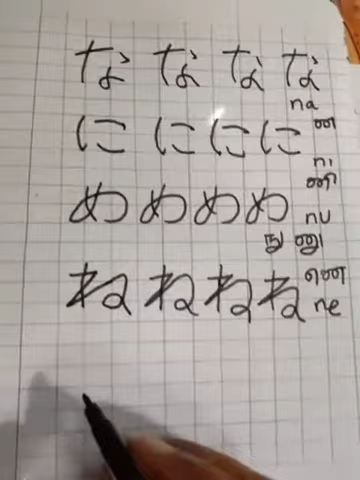 な な な な
na
ண
に に に に
ni
ணி
め め め め
nu
ணு
ね ね ね ね
ணெ
ne